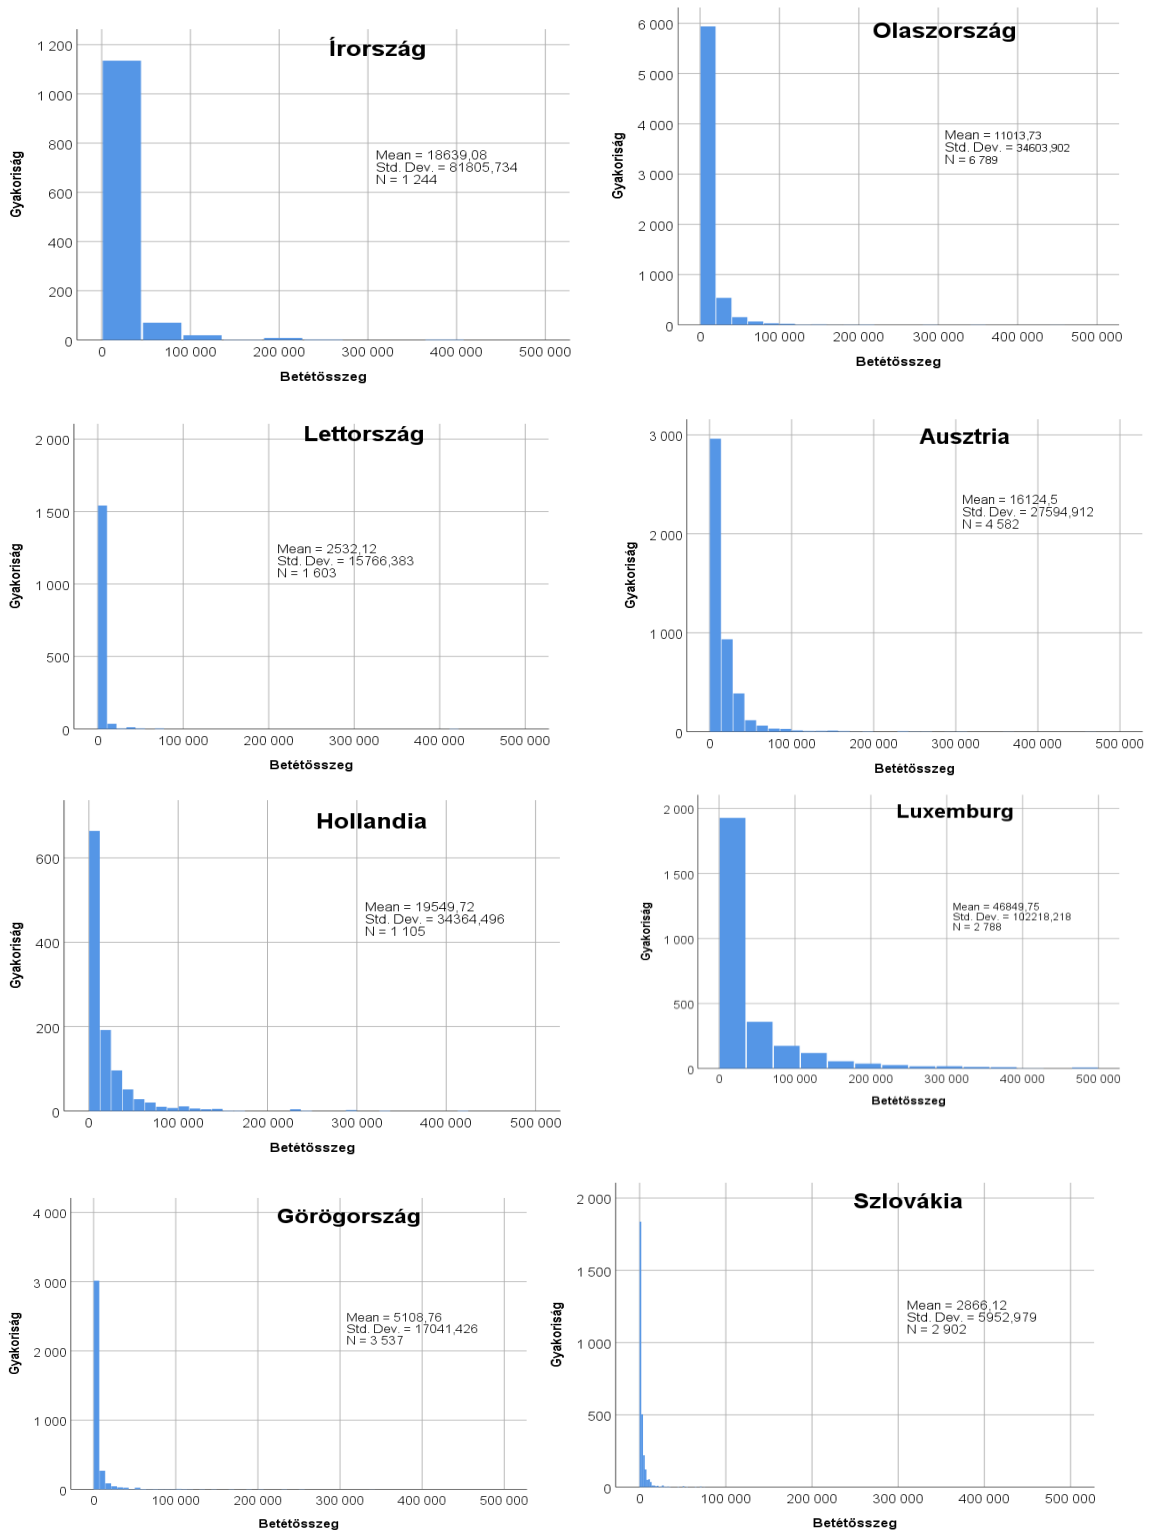 Írország
1 200
1 000
800
600
400
200
0
Gyakoriság
Mean = 18639,08
Std. Dev. = 81805,734
N = 1 244
0 100 000 200 000 300 000 400 000 500 000
Betétösszeg
Olaszország
6 000
5 000
4 000
3 000
2 000
1 000
0
Gyakoriság
Mean = 11013,73
Std. Dev. = 34603,902
N = 6 789
0 100 000 200 000 300 000 400 000 500 000
Betétösszeg
Lettország
2 000
1 500
1 000
500
0
Gyakoriság
Mean = 2532,12
Std. Dev. = 15766,383
N = 1 603
0 100 000 200 000 300 000 400 000 500 000
Betétösszeg
Ausztria
3 000
2 000
1 000
0
Gyakoriság
Mean = 16124,5
Std. Dev. = 27594,912
N = 4 582
0 100 000 200 000 300 000 400 000 500 000
Betétösszeg
Hollandia
600
400
200
0
Gyakoriság
Mean = 19549,72
Std. Dev. = 34364,496
N = 1 105
0 100 000 200 000 300 000 400 000 500 000
Betétösszeg
Luxemburg
2 000
1 500
1 000
500
0
Gyakoriság
Mean = 46849,75
Std. Dev. = 102218,218
N = 2 788
0 100 000 200 000 300 000 400 000 500 000
Betétösszeg
Görögország
4 000
3 000
2 000
1 000
0
Gyakoriság
Mean = 5108,76
Std. Dev. = 17041,426
N = 3 537
0 100 000 200 000 300 000 400 000 500 000
Betétösszeg
Szlovákia
2 000
1 500
1 000
500
0
Gyakoriság
Mean = 2866,12
Std. Dev. = 5952,979
N = 2 902
0 100 000 200 000 300 000 400 000 500 000
Betétösszeg